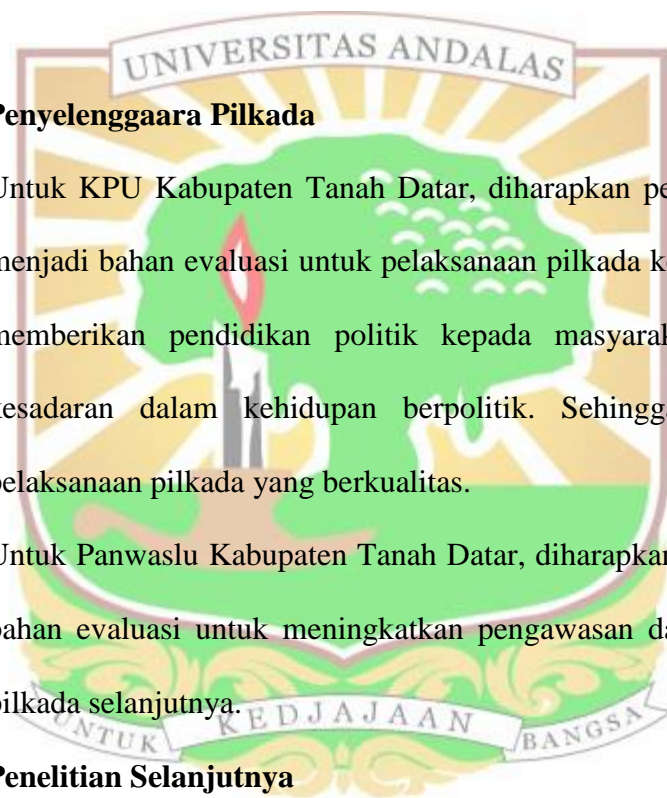 UNIVERSITAS ANDALAS
Penyelenggaara Pilkada
Untuk KPU Kabupaten Tanah Datar, diharapkan pe
menjadi bahan evaluasi untuk pelaksanaan pilkada ke
memberikan pendidikan politik kepada masyarak
kesadaran dalam kehidupan berpolitik. Sehingga
pelaksanaan pilkada yang berkualitas.
Untuk Panwaslu Kabupaten Tanah Datar, diharapkan
bahan evaluasi untuk meningkatkan pengawasan da
pilkada selanjutnya.
UNTUK KEDJAJAAN BANGSA
Penelitian Selanjutnya